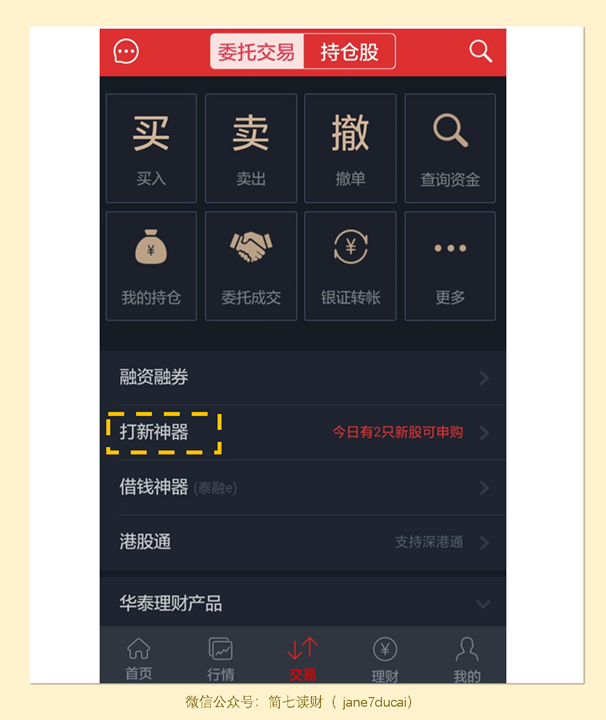 委托交易 持仓股
买 卖 撤
买入 卖出 撤单 查询资金
¥ ¥
我的持仓 委托成交 银证转帐 更多
融资融券
打新神器 今日有2只新股可申购
借钱神器 (泰融e)
港股通 支持深港通
华泰理财产品
¥
首页 行情 交易 理财 我的
微信公众号：简七读财（ jane7ducai）